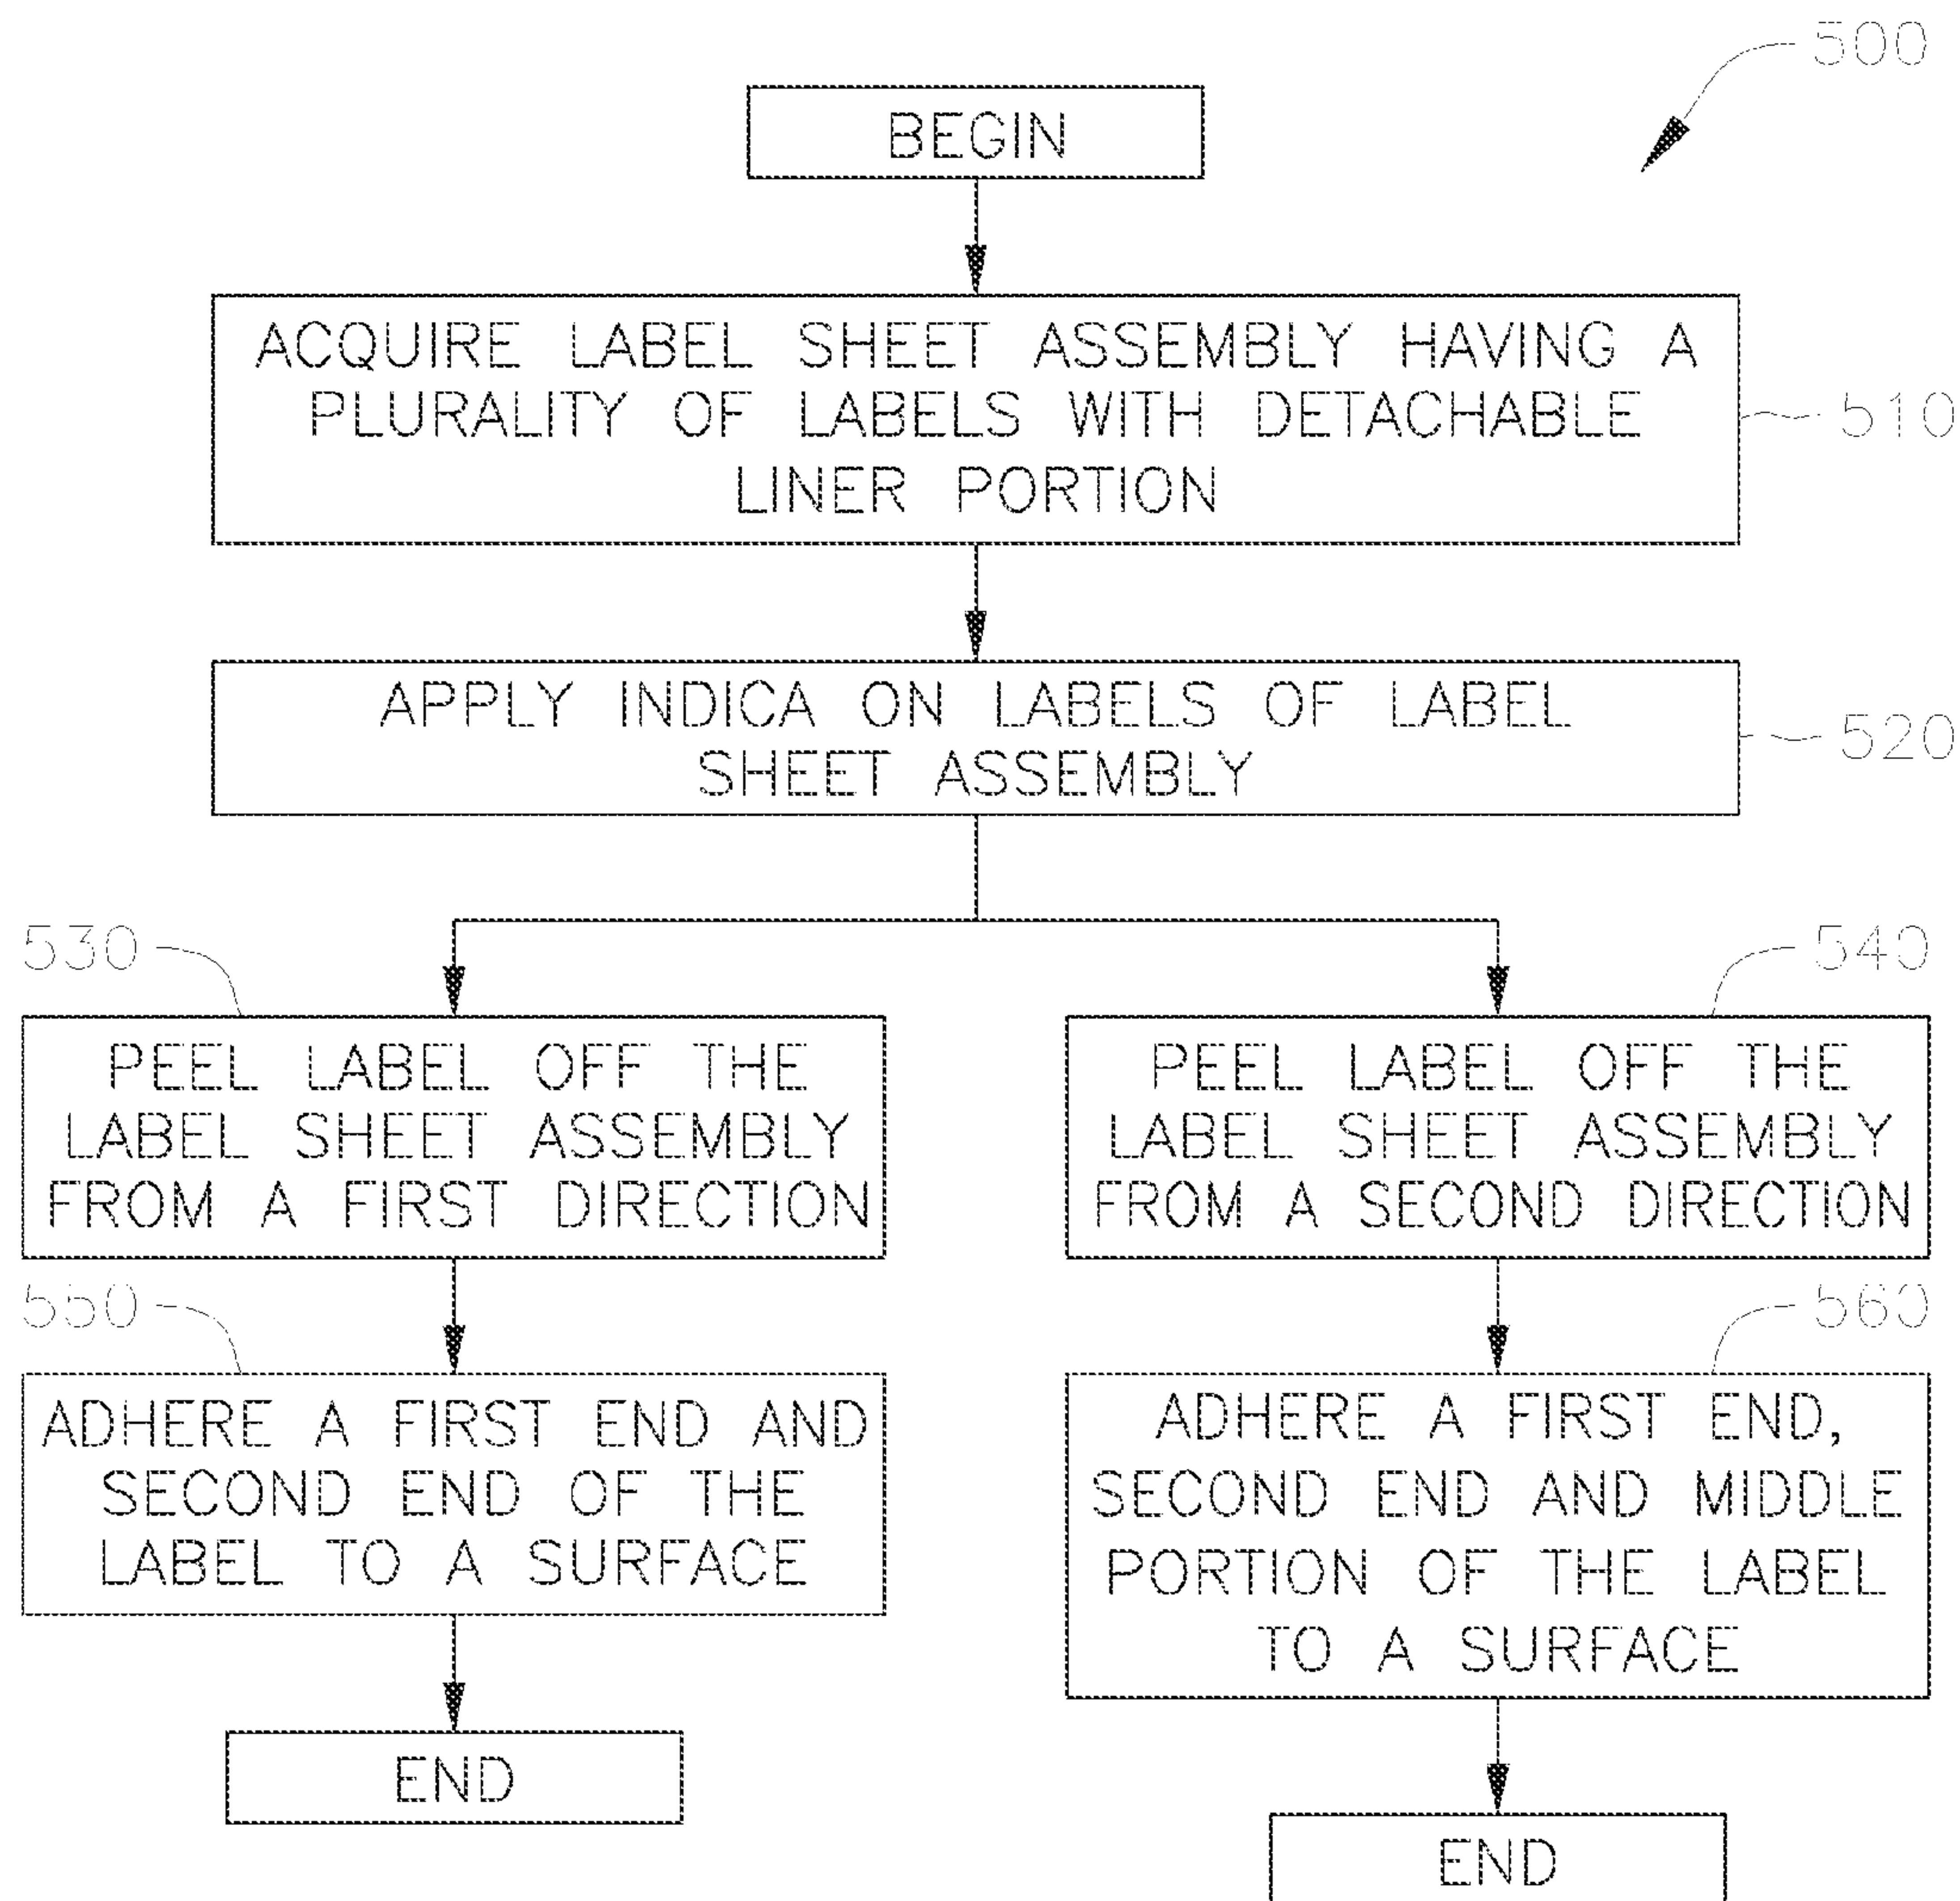 500
BEGIN
ACQUIRE LABEL SHEET ASSEMBLY HAVING A
PLURALITY OF LABELS WITH DETACHABLE
LINER PORTION
510
APPLY INDICA ON LABELS OF LABEL
SHEET ASSEMBLY
520
530
PEEL LABEL OFF THE
LABEL SHEET ASSEMBLY
FROM A FIRST DIRECTION
540
PEEL LABEL OFF THE
LABEL SHEET ASSEMBLY
FROM A SECOND DIRECTION
550
ADHERE A FIRST END AND
SECOND END OF THE
LABEL TO A SURFACE
560
ADHERE A FIRST END,
SECOND END AND MIDDLE
PORTION OF THE LABEL
TO A SURFACE
END
END